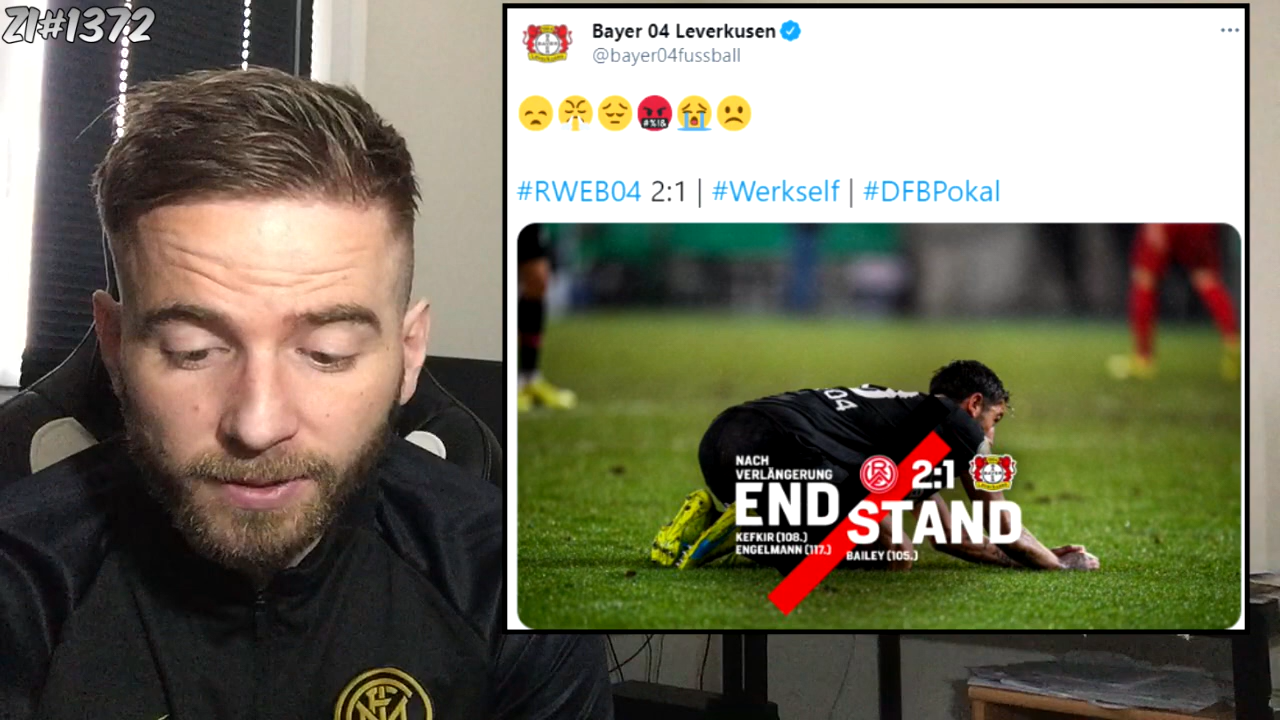 ZI#1372
Bayer 04 Leverkusen
@bayer04fussball
#RWEB04 2:1 | #Werkself | #DFBPokal
NACH
VERLÄNGERUNG
END
KEFKIR (108.)
ENGELMANN (117.)
2:1
STAND
BAILEY (105.)
04